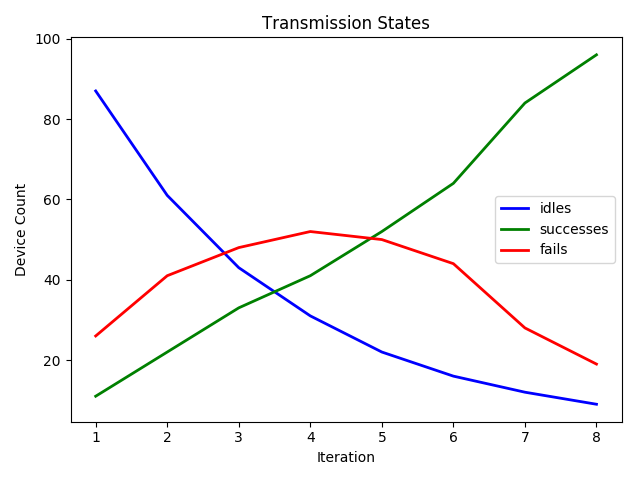 Transmission States
100
80
60
40
20
Device Count
idles
successes
fails
1 2 3 4 5 6 7 8
Iteration